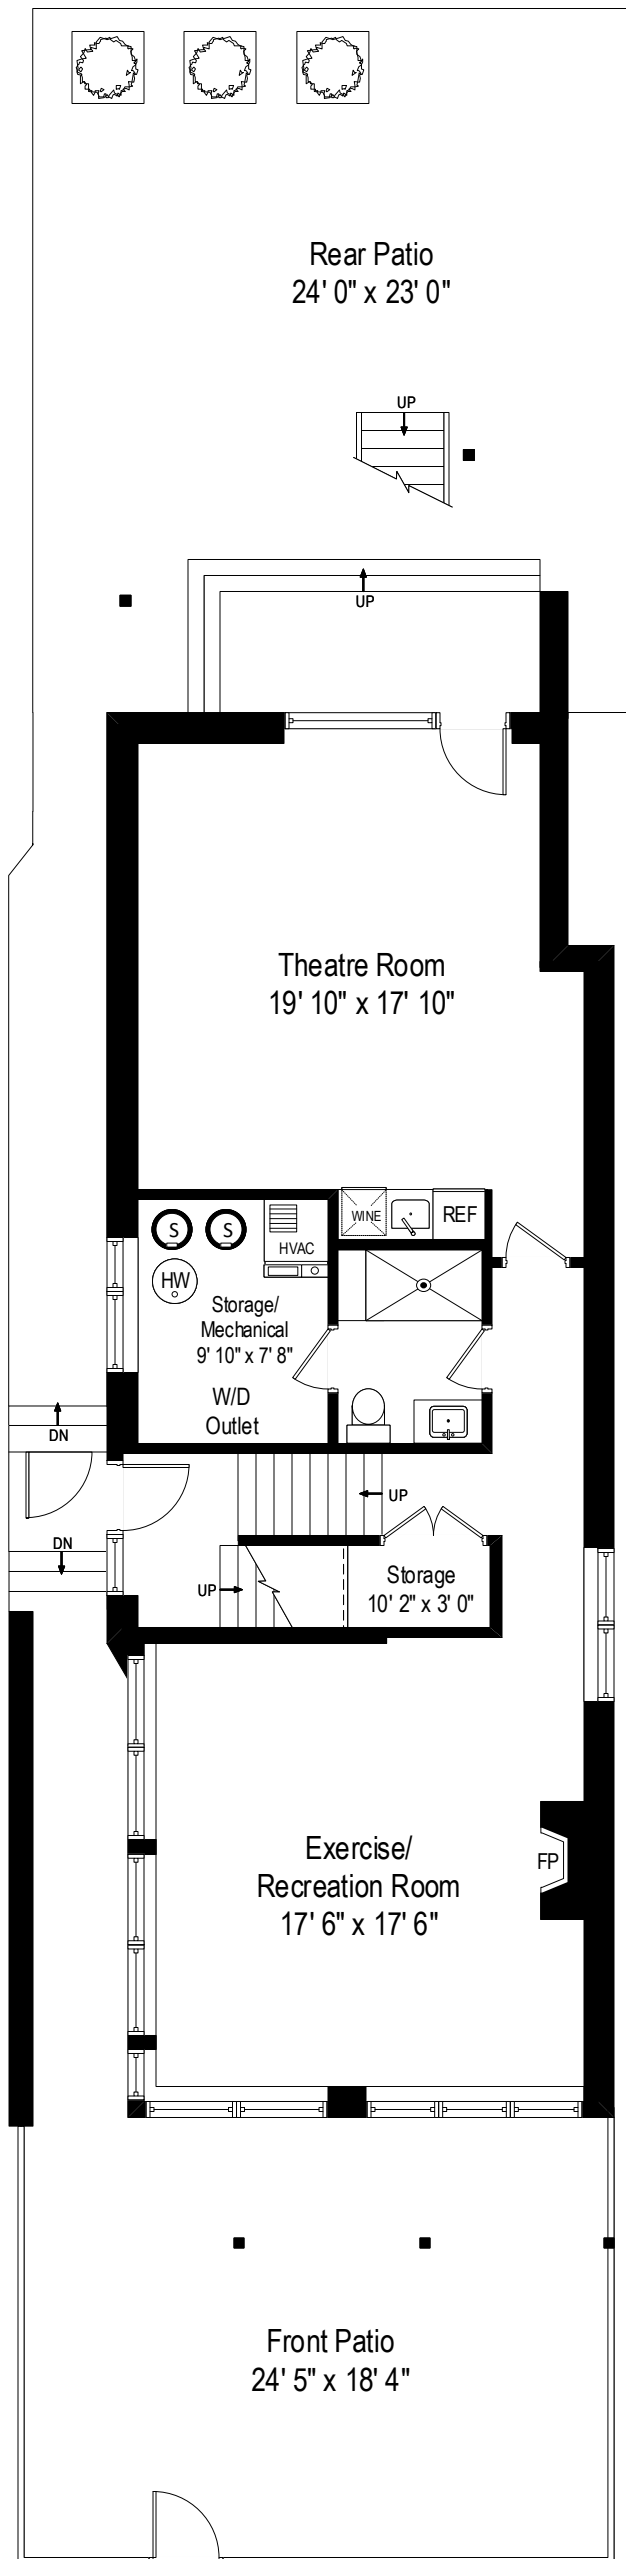 Rear Patio
24' 0" x 23' 0"
UP
UP
Theatre Room
19' 10" x 17' 10"
WINE
REF
S
S
HVAC
HW
Storage/
Mechanical
9' 10" x 7' 8"
W/D
Outlet
DN
UP
DN
UP
Storage
10' 2" x 3' 0"
Exercise/
Recreation Room
17' 6" x 17' 6"
FP
Front Patio
24' 5" x 18' 4"